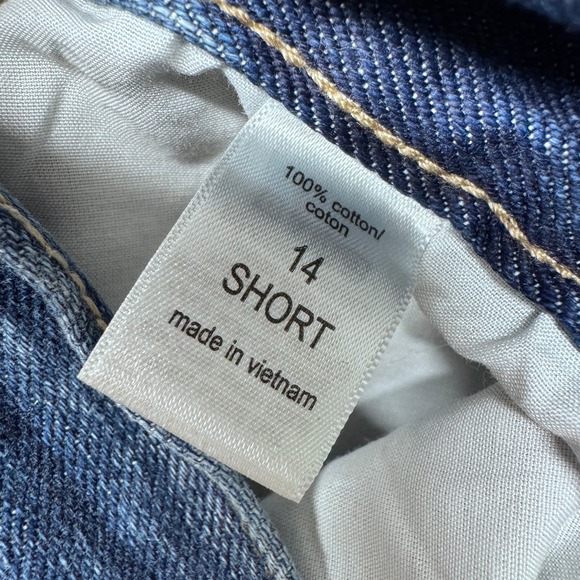 100% cotton/
coton
14
SHORT
made in vietnam